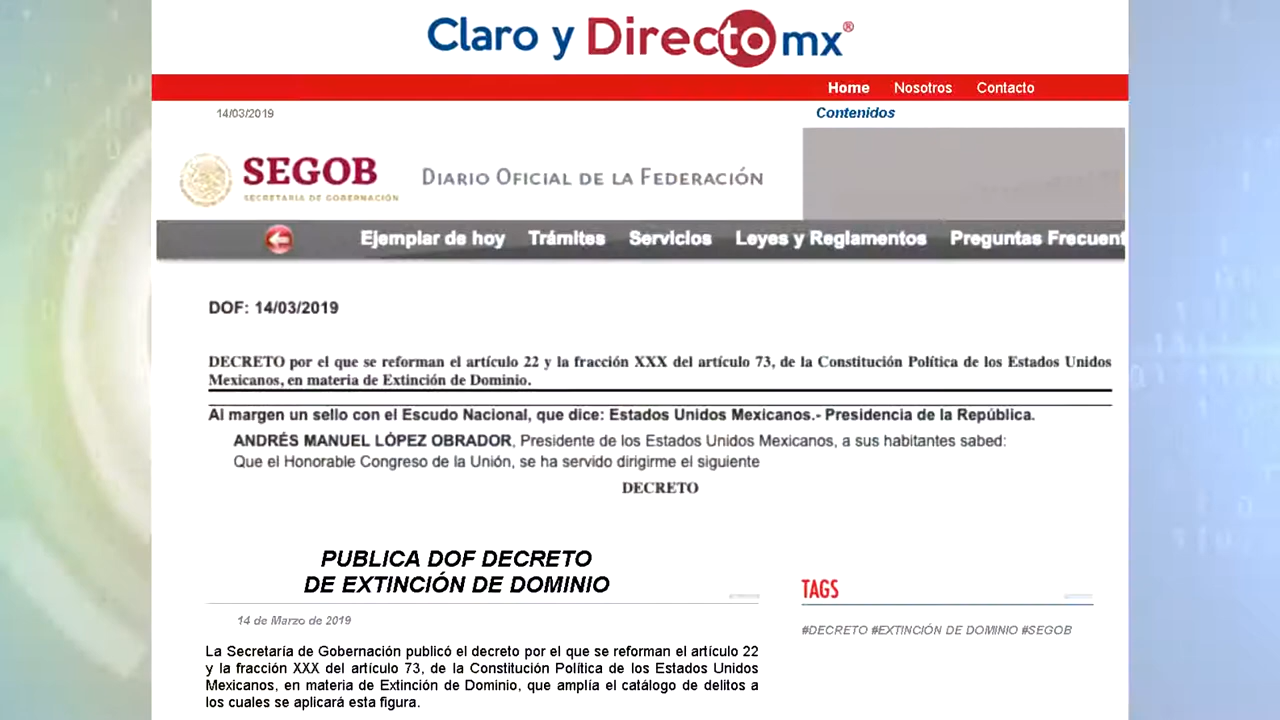 Claro y Directo mx®
Home Nosotros Contacto
14/03/2019
Contenidos
SEGOB
SECRETARÍA DE GOBERNACIÓN
DIARIO OFICIAL DE LA FEDERACIÓN
Ejemplar de hoy Trámites Servicios Leyes y Reglamentos Preguntas Frecuent
DOF: 14/03/2019
DECRETO por el que se reforman el artículo 22 y la fracción XXX del artículo 73, de la Constitución Política de los Estados Unidos
Mexicanos, en materia de Extinción de Dominio.
Al margen un sello con el Escudo Nacional, que dice: Estados Unidos Mexicanos.- Presidencia de la República.
ANDRÉS MANUEL LÓPEZ OBRADOR, Presidente de los Estados Unidos Mexicanos, a sus habitantes sabed:
Que el Honorable Congreso de la Unión, se ha servido dirigirme el siguiente
DECRETO
PUBLICA DOF DECRETO
DE EXTINCIÓN DE DOMINIO
14 de Marzo de 2019
La Secretaría de Gobernación publicó el decreto por el que se reforman el artículo 22
y la fracción XXX del artículo 73, de la Constitución Política de los Estados Unidos
Mexicanos, en materia de Extinción de Dominio, que amplía el catálogo de delitos a
los cuales se aplicará esta figura.
TAGS
#DECRETO #EXTINCIÓN DE DOMINIO #SEGOB